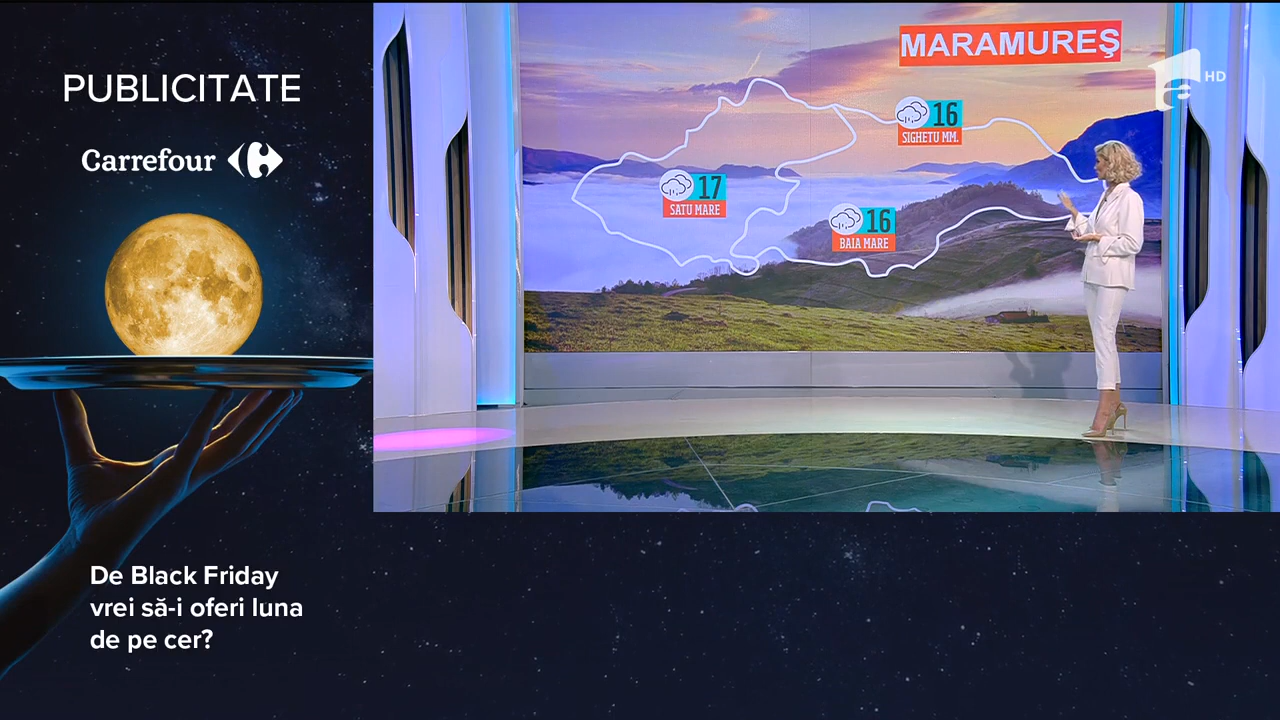 PUBLICITATE
Carrefour
De Black Friday
vrei să-i oferi luna
de pe cer?
MARAMUREŞ
HD
16
SIGHETU MM.
17
SATU MARE
16
BAIA MARE